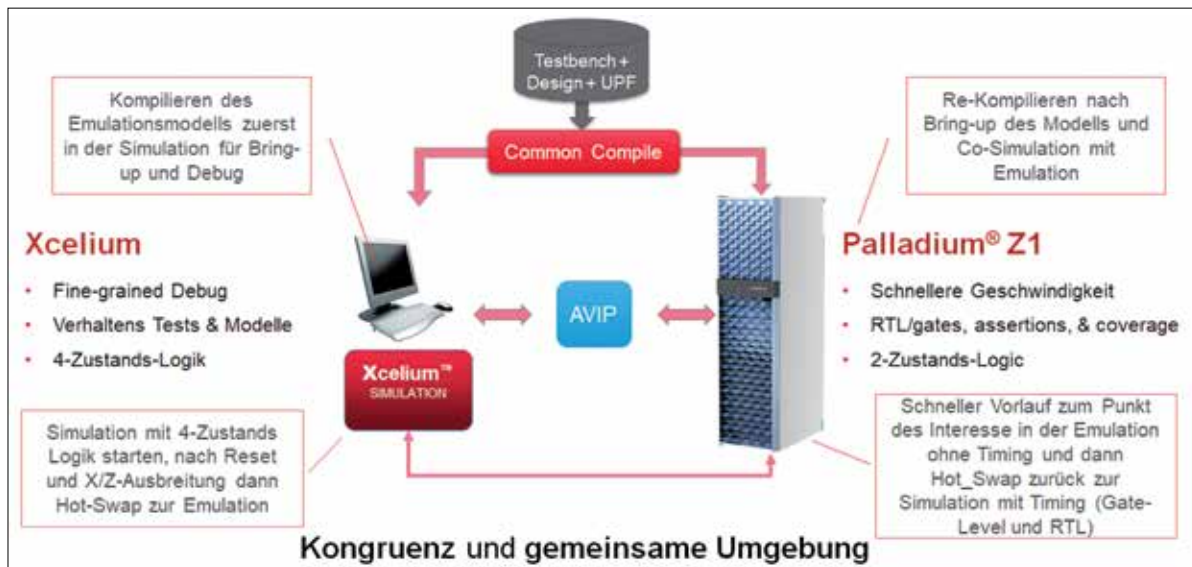 Testbench +
Design + UPF
Kompilieren des
Emulationsmodells zuerst
in der Simulation für Bring-
up und Debug
Common Compile
Re-Kompilieren nach
Bring-up des Modells und
Co-Simulation mit
Emulation
Xcelium
• Fine-grained Debug
• Verhaltens Tests & Modelle
• 4-Zustands-Logik
AVIP
Xcelium™
SIMULATION
Palladium® Z1
• Schnellere Geschwindigkeit
• RTL/gates, assertions, & coverage
• 2-Zustands-Logic
Simulation mit 4-Zustands
Logik starten, nach Reset
und X/Z-Ausbreitung dann
Hot-Swap zur Emulation
Schneller Vorlauf zum Punkt
des Interesse in der Emulation
ohne Timing und dann
Hot_Swap zurück zur
Simulation mit Timing (Gate-
Level und RTL)
Kongruenz und gemeinsame Umgebung